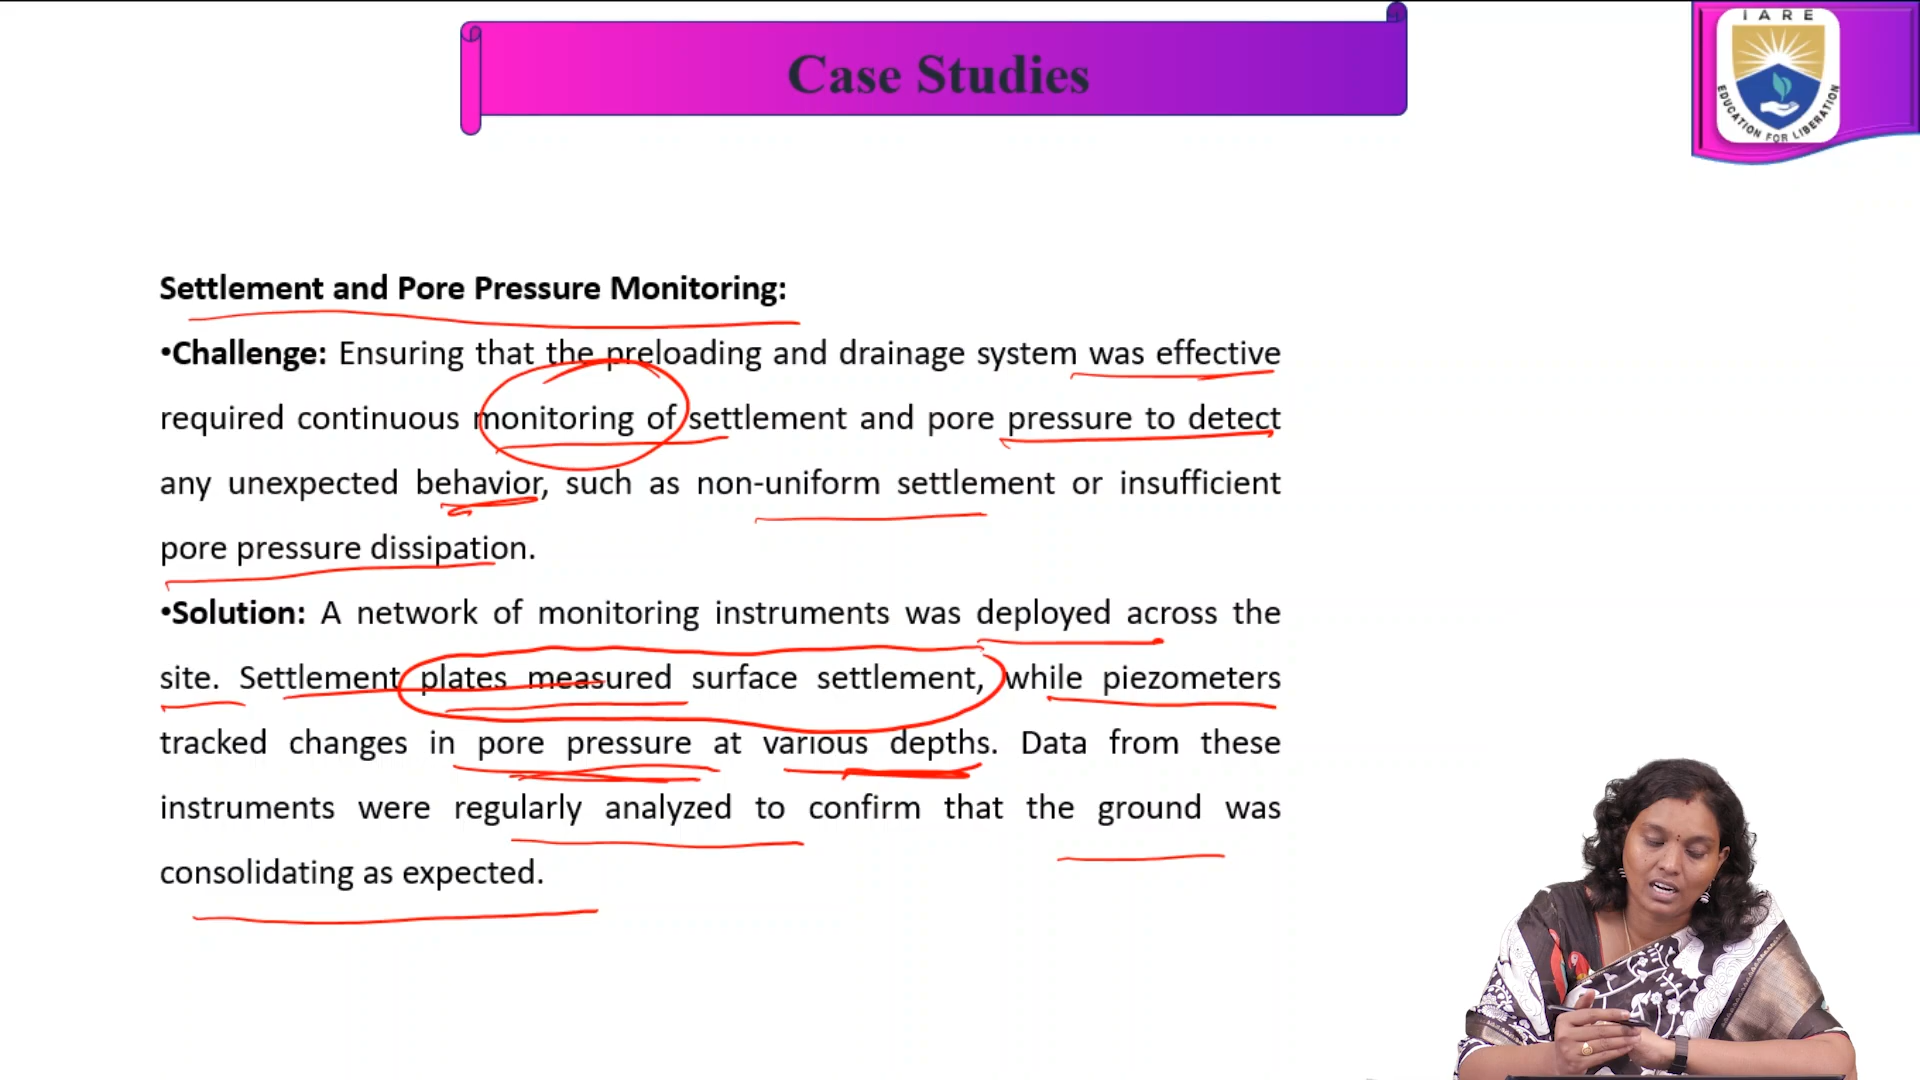 Case Studies
IARE
EDUCATION FOR LIBERATION
Settlement and Pore Pressure Monitoring:
•Challenge: Ensuring that the preloading and drainage system was effective
required continuous monitoring of settlement and pore pressure to detect
any unexpected behavior, such as non-uniform settlement or insufficient
pore pressure dissipation.
•Solution: A network of monitoring instruments was deployed across the
site. Settlement plates measured surface settlement, while piezometers
tracked changes in pore pressure at various depths. Data from these
instruments were regularly analyzed to confirm that the ground was
consolidating as expected.